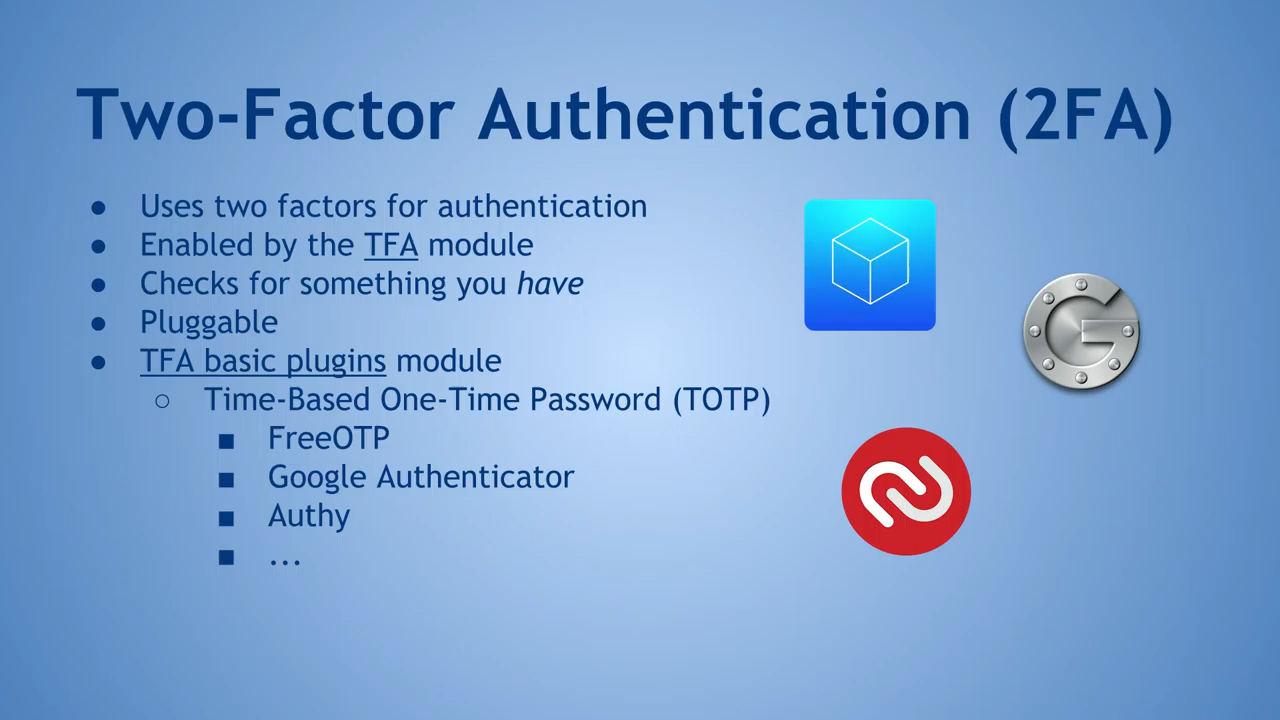 Two-Factor Authentication (2FA)
● Uses two factors for authentication
● Enabled by the TFA module
● Checks for something you have
● Pluggable
● TFA basic plugins module
○ Time-Based One-Time Password (TOTP)
■ FreeOTP
■ Google Authenticator
■ Authy
■ ...